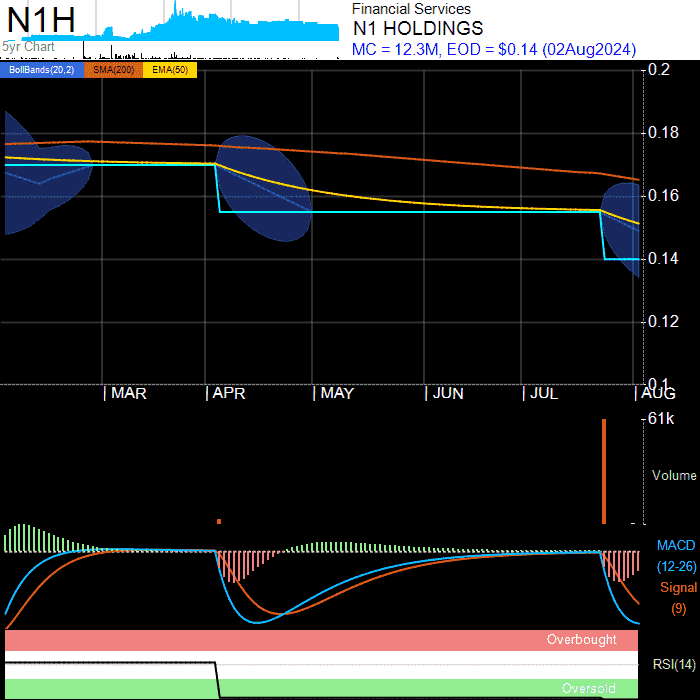 N1H
5yr Chart
Financial Services
N1 HOLDINGS
MC = 12.3M, EOD = $0.14 (02Aug2024)
BollBands(20,2) SMA(200) EMA(50)
0.2
0.18
0.16
0.14
0.12
0.1
MAR APR MAY JUN JUL AUG
61k
Volume
MACD
(12-26)
Signal
(9)
Overbought
RSI(14)
Oversold